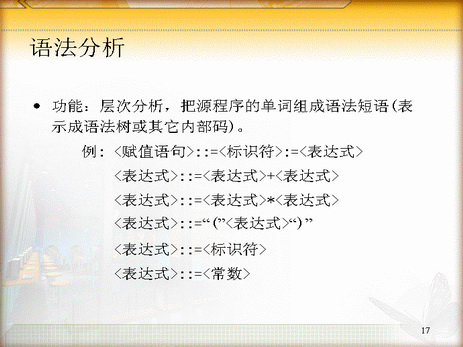 语法分析
• 功能：层次分析，把源程序的单词组成语法短语(表
示成语法树或其它内部码)。
例：<赋值语句>::=<标识符>:=<表达式>
<表达式>::=<表达式>+<表达式>
<表达式>::=<表达式>*<表达式>
<表达式>::=“(”<表达式>“)”
<表达式>::=<标识符>
<表达式>::=<常数>
17